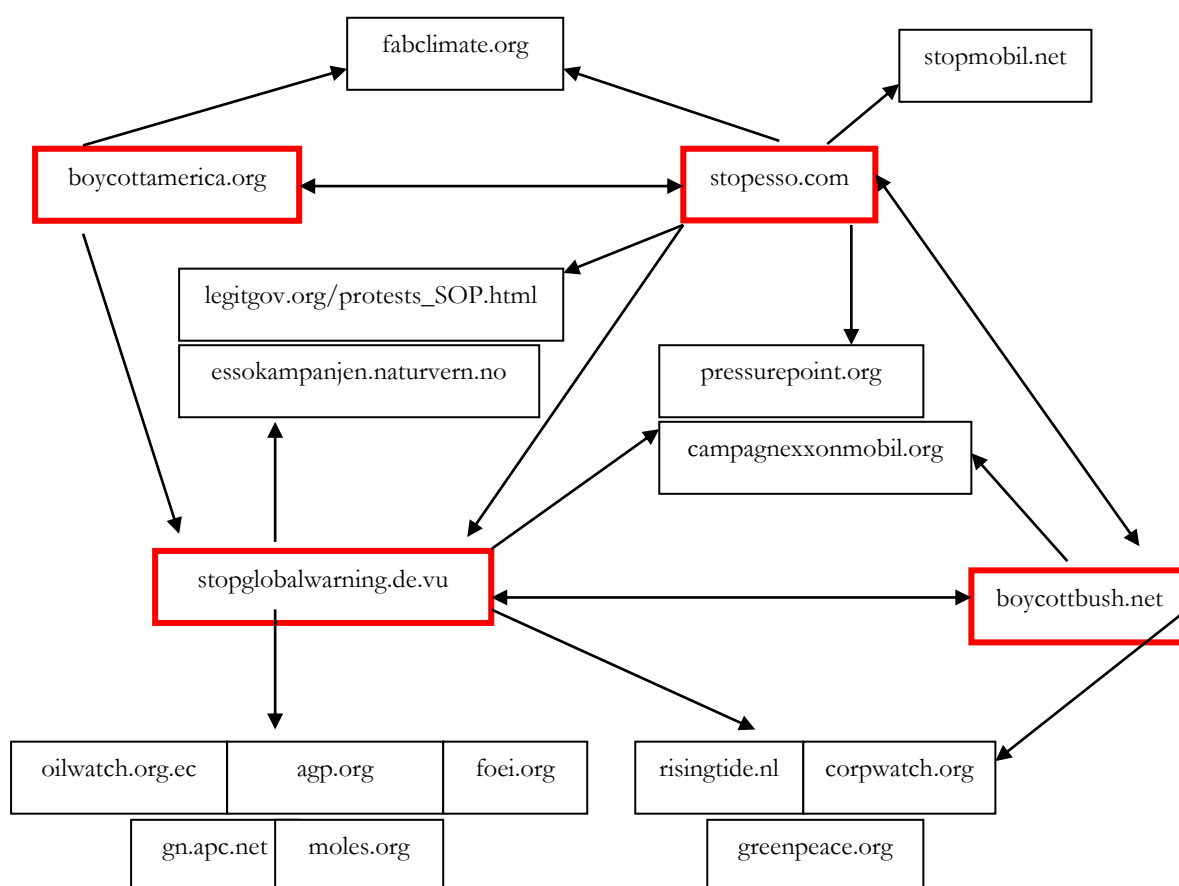 fabclimate.org
stopmobil.net
boycottamerica.org
stopesso.com
legitgov.org/protests_SOP.html
essokampanjen.naturvern.no
pressurepoint.org
campagnexxonmobil.org
stopglobalwarning.de.vu
boycottbush.net
oilwatch.org.ec
agp.org
foei.org
risingtide.nl
corpwatch.org
gn.apc.net
moles.org
greenpeace.org